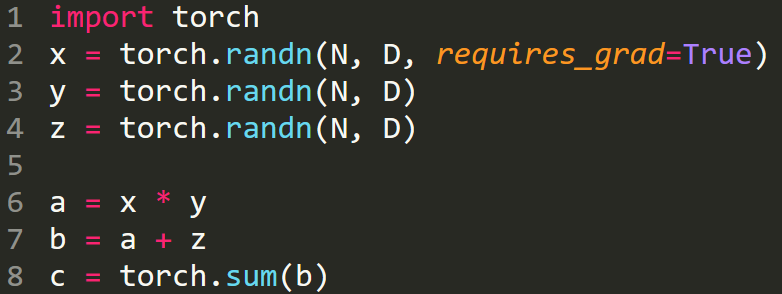 1 import torch
2 x = torch.randn(N, D, requires_grad=True)
3 y = torch.randn(N, D)
4 z = torch.randn(N, D)
5
6 a = x * y
7 b = a + z
8 c = torch.sum(b)